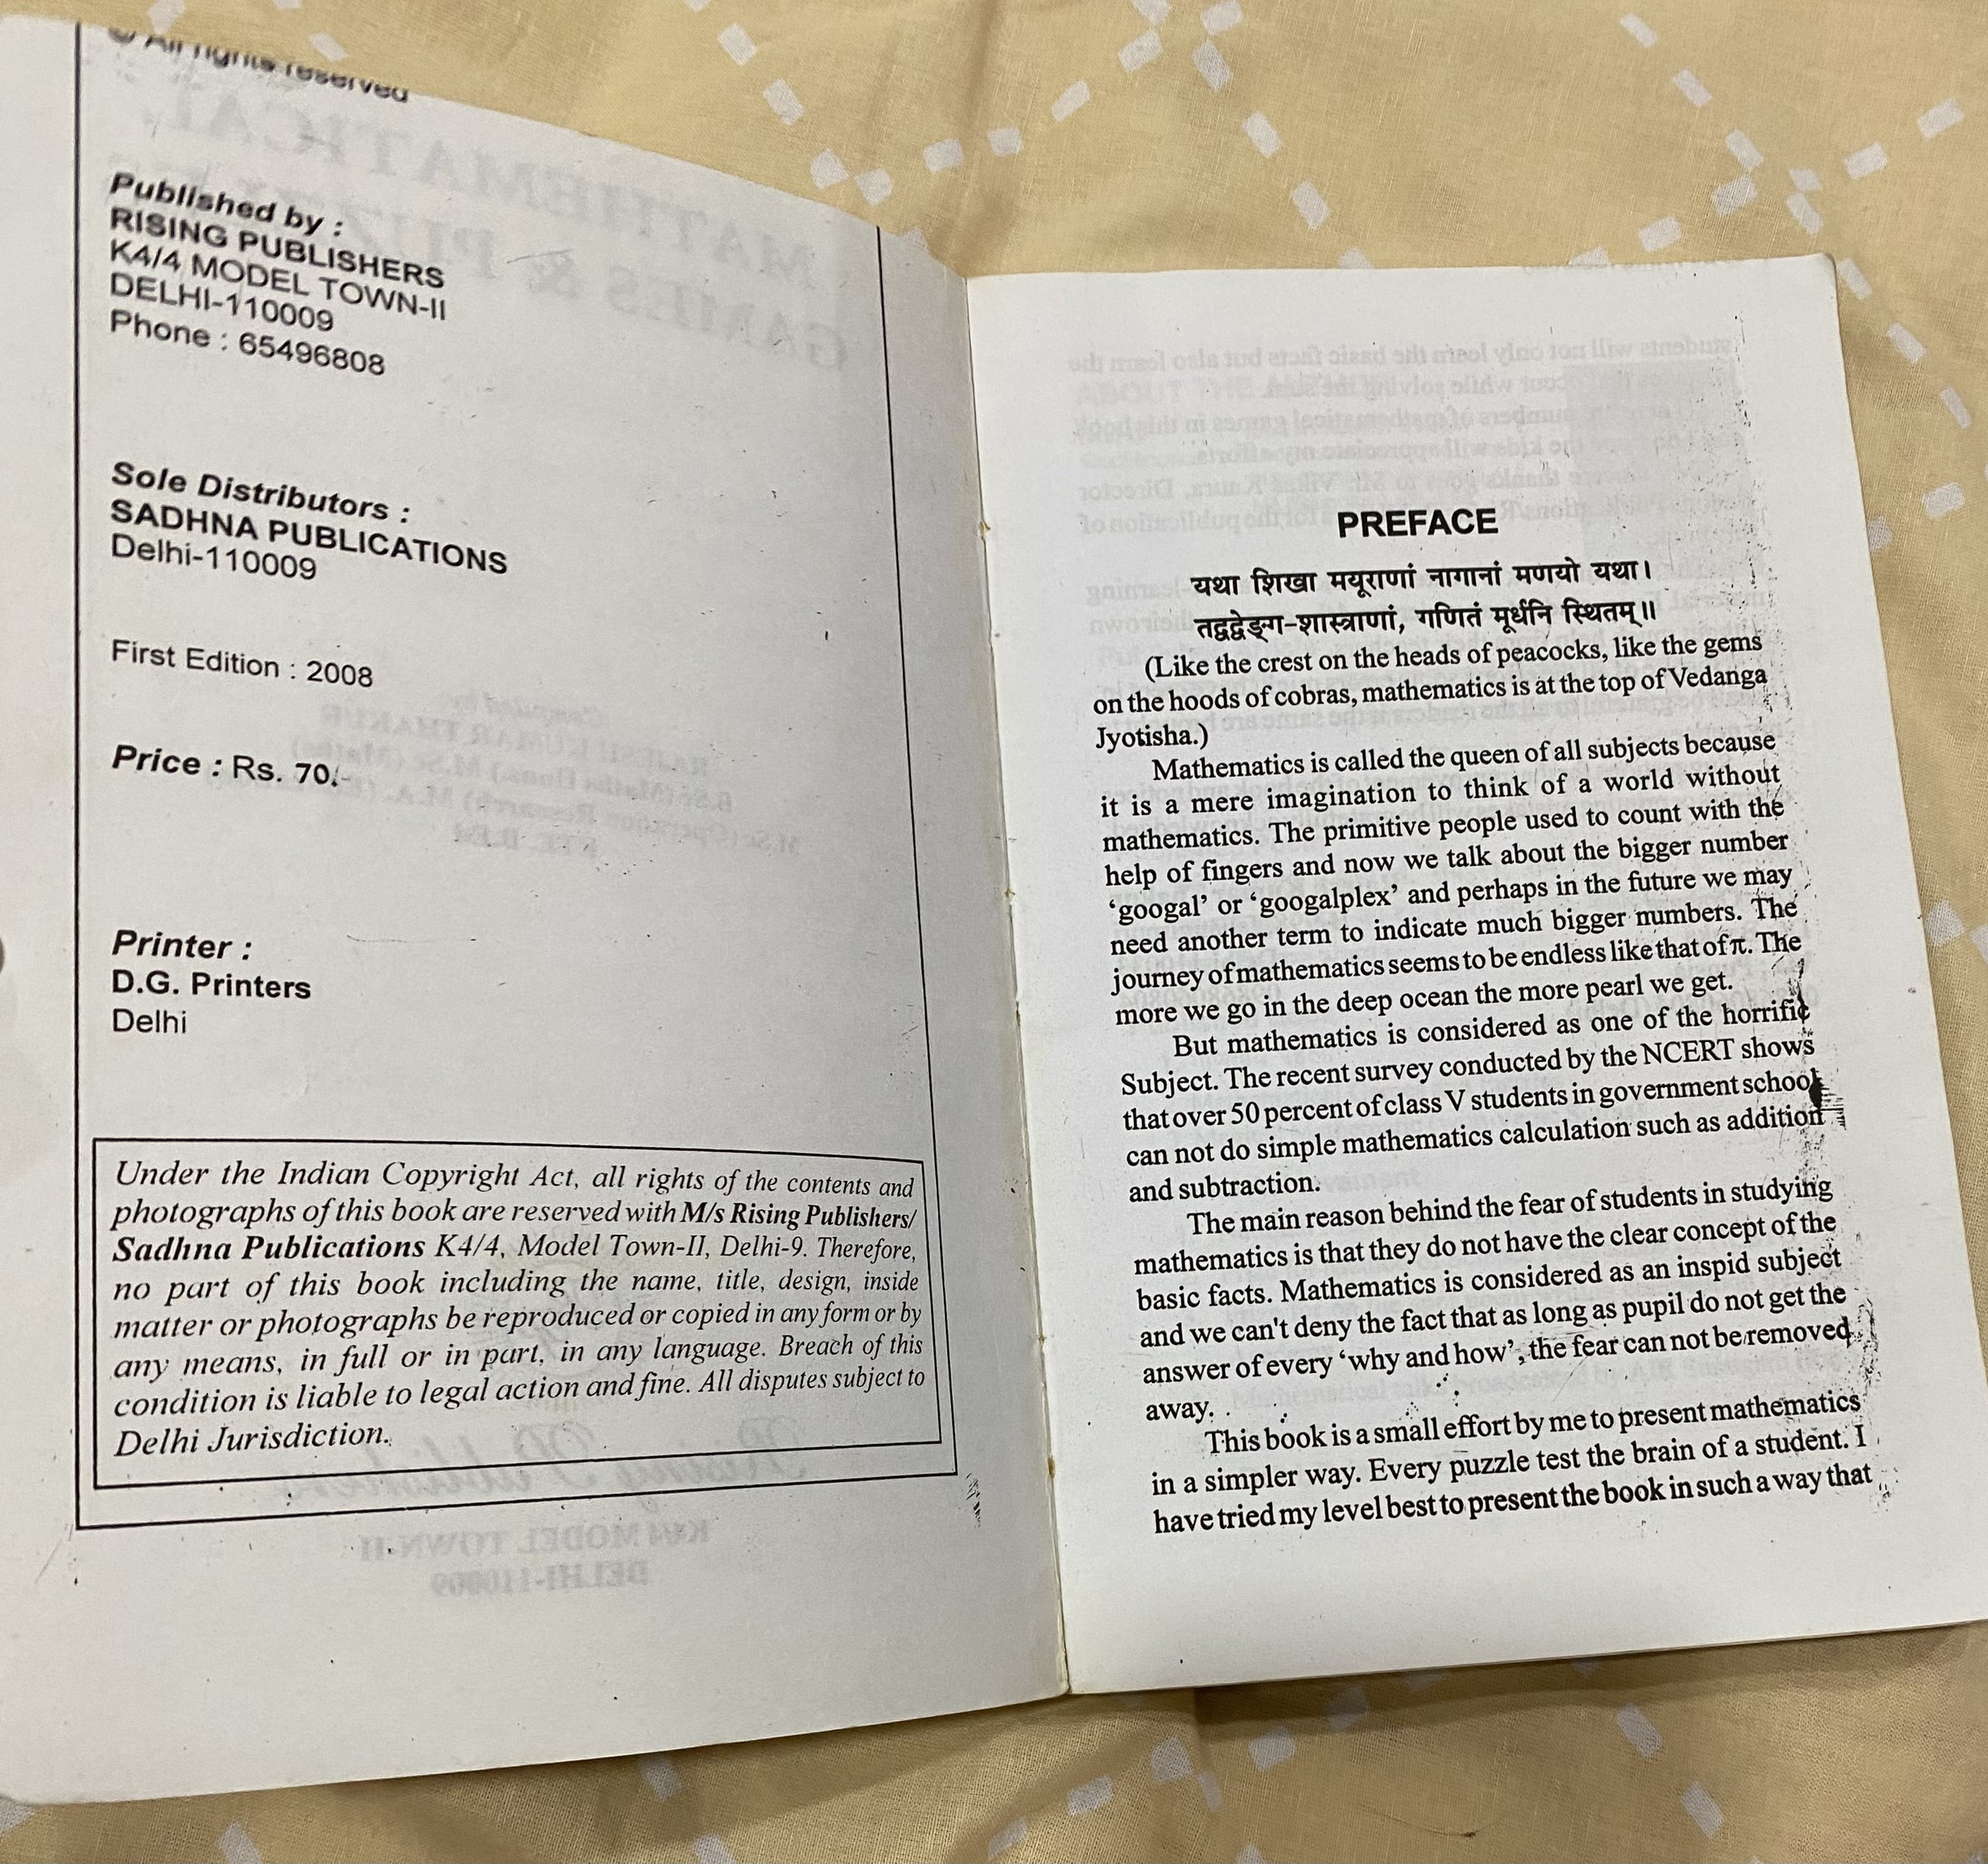 © All rights reserved
Published by :
RISING PUBLISHERS
K4/4 MODEL TOWN-II
DELHI-110009
Phone : 65496808
Sole Distributors :
SADHNA PUBLICATIONS
Delhi-110009
First Edition : 2008
Price : Rs. 70/-
Printer :
D.G. Printers
Delhi
Under the Indian Copyright Act, all rights of the contents and
photographs of this book are reserved with M/s Rising Publishers/
Sadhna Publications K4/4, Model Town-II, Delhi-9. Therefore,
no part of this book including the name, title, design, inside
matter or photographs be reproduced or copied in any form or by
any means, in full or in part, in any language. Breach of this
condition is liable to legal action and fine. All disputes subject to
Delhi Jurisdiction.
PREFACE
यथा शिखा मयूराणां नागानां मणयो यथा।
तद्वद्वेङ्ग-शास्त्राणां, गणितं मूर्धनि स्थितम्॥
(Like the crest on the heads of peacocks, like the gems
on the hoods of cobras, mathematics is at the top of Vedanga
Jyotisha.)
Mathematics is called the queen of all subjects because
it is a mere imagination to think of a world without
mathematics. The primitive people used to count with the
help of fingers and now we talk about the bigger number
‘googal’ or ‘googalplex’ and perhaps in the future we may
need another term to indicate much bigger numbers. The
journey of mathematics seems to be endless like that of π. The
more we go in the deep ocean the more pearl we get.
But mathematics is considered as one of the horrific
Subject. The recent survey conducted by the NCERT shows
that over 50 percent of class V students in government school
can not do simple mathematics calculation such as addition
and subtraction.
The main reason behind the fear of students in studying
mathematics is that they do not have the clear concept of the
basic facts. Mathematics is considered as an inspid subject
and we can't deny the fact that as long as pupil do not get the
answer of every ‘why and how’, the fear can not be removed
away.
This book is a small effort by me to present mathematics
in a simpler way. Every puzzle test the brain of a student. I
have tried my level best to present the book in such a way that